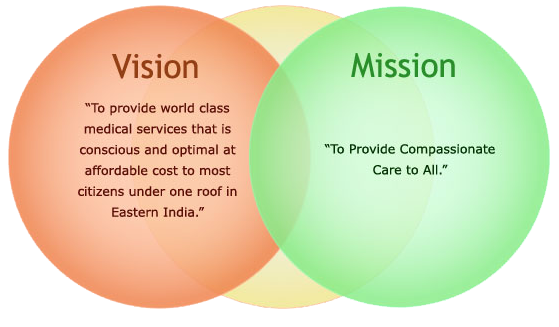 Vision
“To provide world class
medical services that is
conscious and optimal at
affordable cost to most
citizens under one roof in
Eastern India.”
Mission
“To Provide Compassionate
Care to All.”